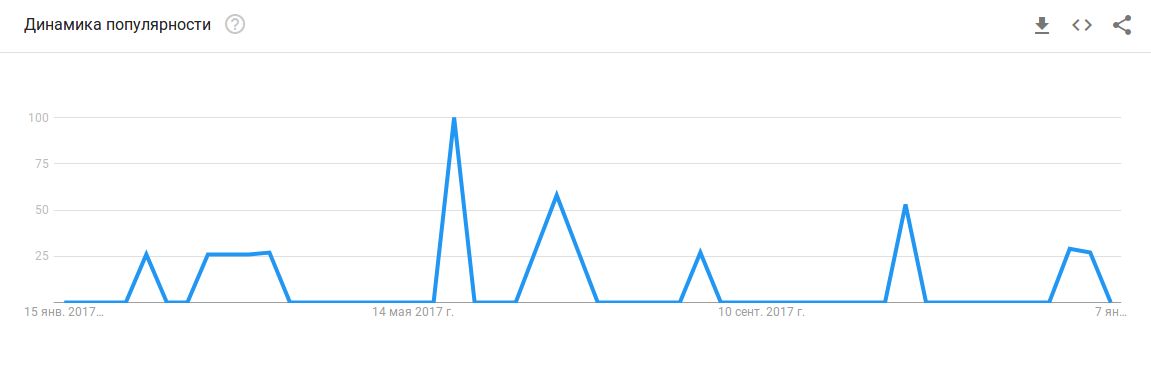 Динамика популярности
100
75
50
25
15 янв. 2017…
14 мая 2017 г.
10 сент. 2017 г.
7 ян…